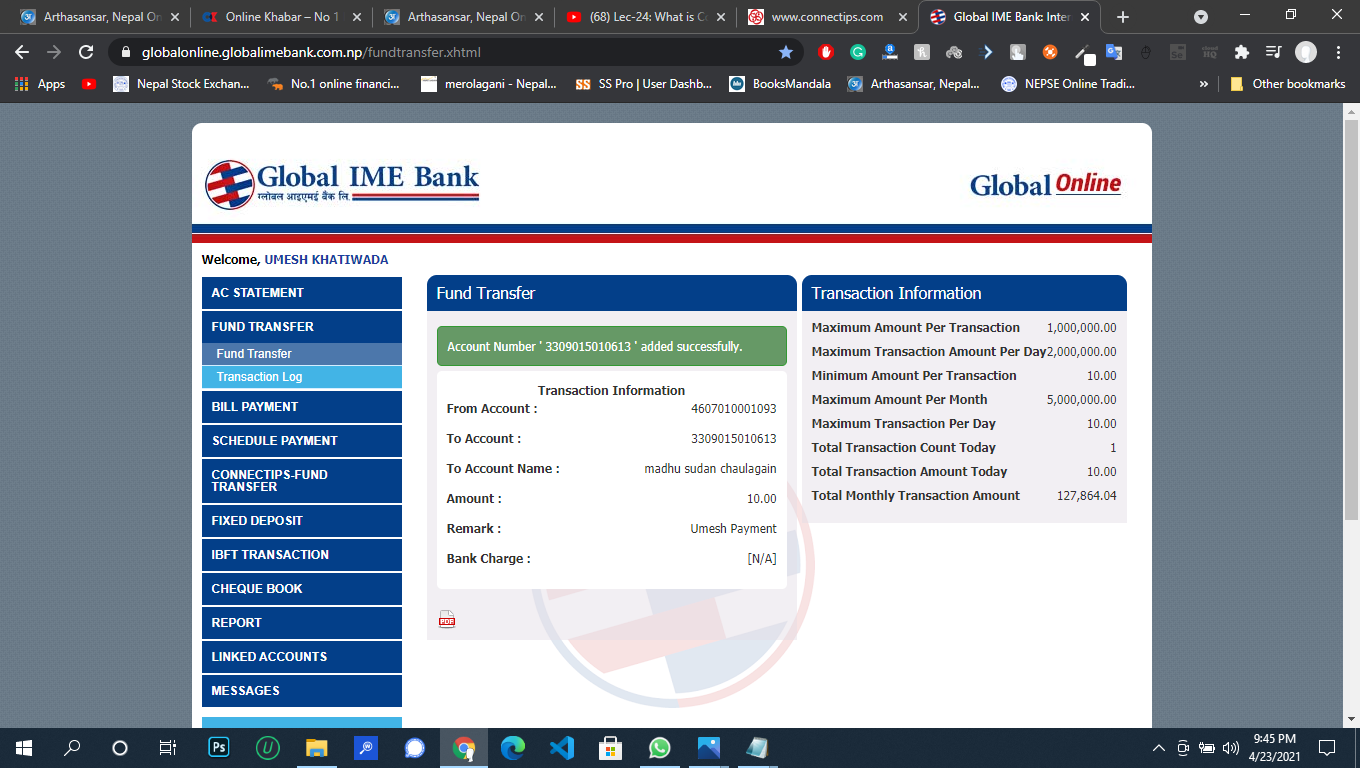 Arthasansar, Nepal On
Online Khabar – No 1
Arthasansar, Nepal On
(68) Lec-24: What is Co
www.connectips.com
Global IME Bank: Inter
globalonline.globalimebank.com.np/fundtransfer.xhtml
Apps
Nepal Stock Exchan...
No.1 online financi...
merolagani - Nepal...
SS Pro | User Dashb...
BooksMandala
Arthasansar, Nepal...
NEPSE Online Tradi...
»
Other bookmarks
Global IME Bank
ग्लोबल आइएमई बैंक लि.
Global Online
Welcome, UMESH KHATIWADA
AC STATEMENT
FUND TRANSFER
Fund Transfer
Transaction Log
BILL PAYMENT
SCHEDULE PAYMENT
CONNECTIPS-FUND
TRANSFER
FIXED DEPOSIT
IBFT TRANSACTION
CHEQUE BOOK
REPORT
LINKED ACCOUNTS
MESSAGES
Fund Transfer
Account Number ' 3309015010613 ' added successfully.
Transaction Information
From Account : 4607010001093
To Account : 3309015010613
To Account Name : madhu sudan chaulagain
Amount : 10.00
Remark : Umesh Payment
Bank Charge : [N/A]
PDF
Transaction Information
Maximum Amount Per Transaction 1,000,000.00
Maximum Transaction Amount Per Day 2,000,000.00
Minimum Amount Per Transaction 10.00
Maximum Amount Per Month 5,000,000.00
Maximum Transaction Per Day 10.00
Total Transaction Count Today 1
Total Transaction Amount Today 10.00
Total Monthly Transaction Amount 127,864.04
Ps
9:45 PM
4/23/2021